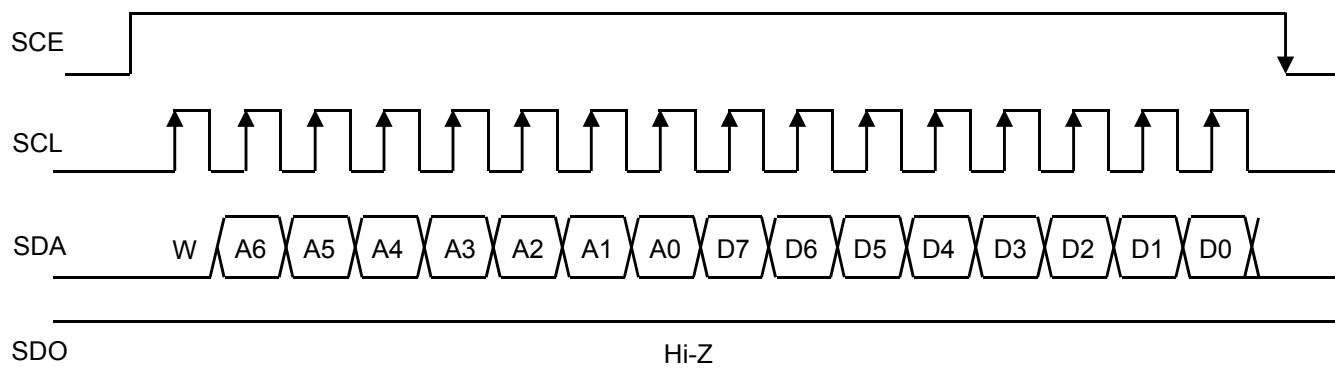 SCE
SCL
SDA W A6 A5 A4 A3 A2 A1 A0 D7 D6 D5 D4 D3 D2 D1 D0
SDO Hi-Z